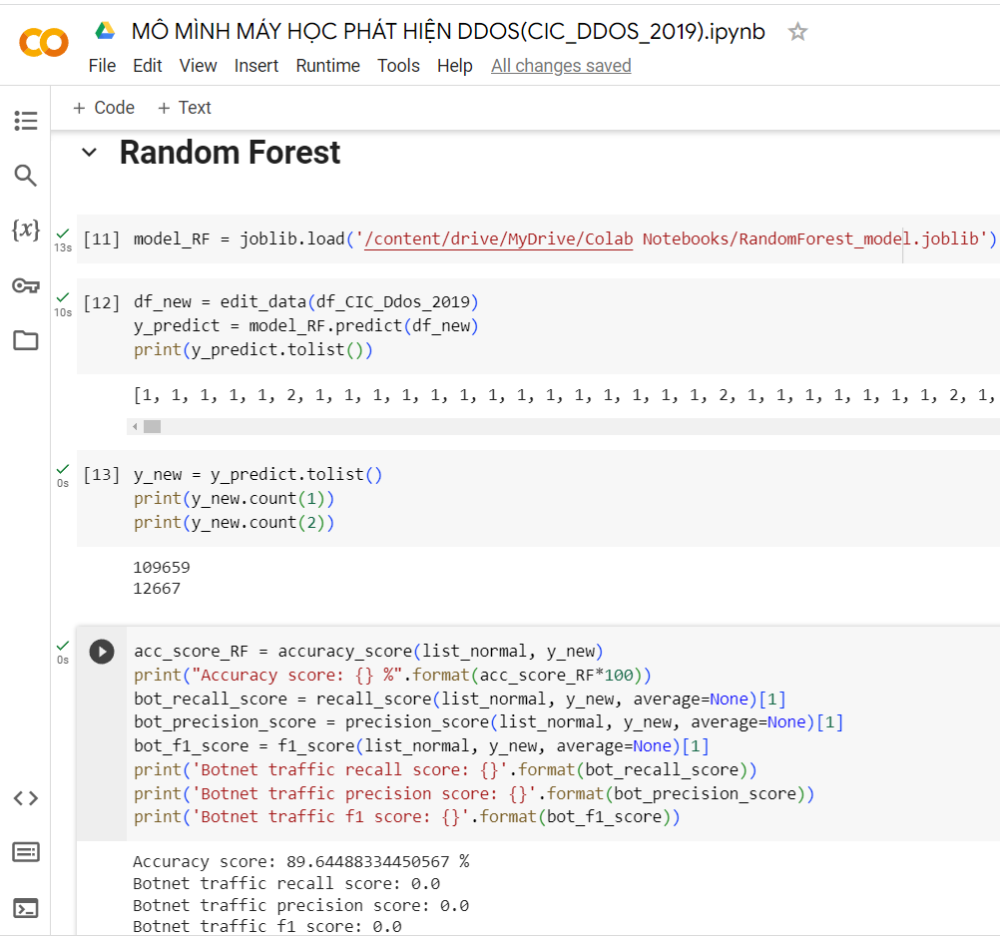 MÔ MÌNH MÁY HỌC PHÁT HIỆN DDOS(CIC_DDOS_2019).ipynb
File Edit View Insert Runtime Tools Help All changes saved
+ Code + Text
Random Forest
{x}
13s
[11] model_RF = joblib.load('/content/drive/MyDrive/Colab Notebooks/RandomForest_model.joblib')
10s
[12] df_new = edit_data(df_CIC_Ddos_2019)
y_predict = model_RF.predict(df_new)
print(y_predict.tolist())
[1, 1, 1, 1, 1, 2, 1, 1, 1, 1, 1, 1, 1, 1, 1, 1, 1, 1, 1, 1, 2, 1, 1, 1, 1, 1, 1, 1, 2, 1,
0s
[13] y_new = y_predict.tolist()
print(y_new.count(1))
print(y_new.count(2))
109659
12667
0s
acc_score_RF = accuracy_score(list_normal, y_new)
print("Accuracy score: {} %".format(acc_score_RF*100))
bot_recall_score = recall_score(list_normal, y_new, average=None)[1]
bot_precision_score = precision_score(list_normal, y_new, average=None)[1]
bot_f1_score = f1_score(list_normal, y_new, average=None)[1]
print('Botnet traffic recall score: {}'.format(bot_recall_score))
print('Botnet traffic precision score: {}'.format(bot_precision_score))
print('Botnet traffic f1 score: {}'.format(bot_f1_score))
Accuracy score: 89.64488334450567 %
Botnet traffic recall score: 0.0
Botnet traffic precision score: 0.0
Botnet traffic f1 score: 0.0